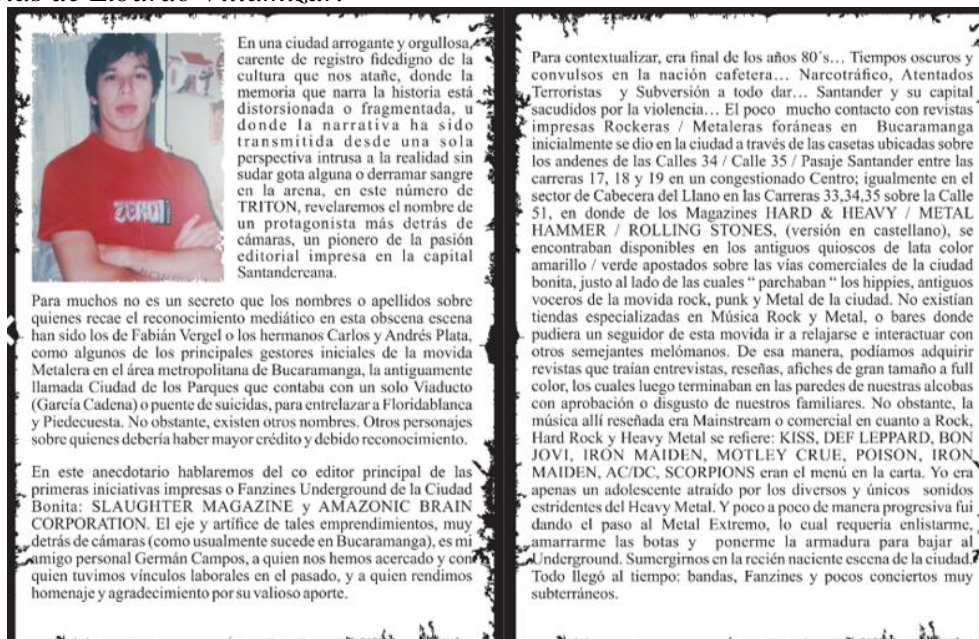 de Liberdo Villamizar.
ZERO!
En una ciudad arrogante y orgullosa,
carente de registro fidedigno de la
cultura que nos atañe, donde la
memoria que narra la historia está
distorsionada o fragmentada, u
donde la narrativa ha sido
transmitida desde una sola
perspectiva intrusa a la realidad sin
sudar gota alguna o derramar sangre
en la arena, en este número de
TRITON, revelaremos el nombre de
un protagonista más detrás de
cámaras, un pionero de la pasión
editorial impresa en la capital
Santandereana.
Para muchos no es un secreto que los nombres o apellidos sobre
quienes recae el reconocimiento mediático en esta obscena escena
han sido los de Fabián Vergel o los hermanos Carlos y Andrés Plata,
como algunos de los principales gestores iniciales de la movida
Metalera en el área metropolitana de Bucaramanga, la antiguamente
llamada Ciudad de los Parques que contaba con un solo Viaducto
(García Cadena) o puente de suicidas, para entrelazar a Floridablanca
y Piedecuesta. No obstante, existen otros nombres. Otros personajes
sobre quienes debería haber mayor crédito y debido reconocimiento.
En este anecdotario hablaremos del co editor principal de las
primeras iniciativas impresas o Fanzines Underground de la Ciudad
Bonita: SLAUGHTER MAGAZINE y AMAZONIC BRAIN
CORPORATION. El eje y artífice de tales emprendimientos, muy
detrás de cámaras (como usualmente sucede en Bucaramanga), es mi
amigo personal Germán Campos, a quien nos hemos acercado y con
quien tuvimos vínculos laborales en el pasado, y a quien rendimos
homenaje y agradecimiento por su valioso aporte.
Para contextualizar, era final de los años 80´s... Tiempos oscuros y
convulsos en la nación cafetera... Narcotráfico, Atentados
Terroristas y Subversión a todo dar... Santander y su capital
sacudidos por la violencia... El poco mucho contacto con revistas
impresas Rockeras / Metaleras foráneas en Bucaramanga
inicialmente se dio en la ciudad a través de las casetas ubicadas sobre
los andenes de las Calles 34 / Calle 35 / Pasaje Santander entre las
carreras 17, 18 y 19 en un congestionado Centro; igualmente en el
sector de Cabecera del Llano en las Carreras 33,34,35 sobre la Calle
51, en donde de los Magazines HARD & HEAVY / METAL
HAMMER / ROLLING STONES, (versión en castellano), se
encontraban disponibles en los antiguos quioscos de lata color
amarillo / verde apostados sobre las vías comerciales de la ciudad
bonita, justo al lado de las cuales “ parchaban “ los hippies, antiguos
voceros de la movida rock, punk y Metal de la ciudad. No existían
tiendas especializadas en Música Rock y Metal, o bares donde
pudiera un seguidor de esta movida ir a relajarse e interactuar con
otros semejantes melómanos. De esa manera, podíamos adquirir
revistas que traían entrevistas, reseñas, afiches de gran tamaño a full
color, los cuales luego terminaban en las paredes de nuestras alcobas
con aprobación o disgusto de nuestros familiares. No obstante, la
música allí reseñada era Mainstream o comercial en cuanto a Rock,
Hard Rock y Heavy Metal se refiere: KISS, DEF LEPPARD, BON
JOVI, IRON MAIDEN, MOTLEY CRUE, POISON, IRON
MAIDEN, AC/DC, SCORPIONS eran el menú en la carta. Yo era
apenas un adolescente atraído por los diversos y únicos sonidos
estridentes del Heavy Metal. Y poco a poco de manera progresiva fui
dando el paso al Metal Extremo, lo cual requería enlistarme,
amarrarme las botas y ponerme la armadura para bajar al
Underground. Sumergirnos en la recién naciente escena de la ciudad.
Todo llegó al tiempo: bandas, Fanzines y pocos conciertos muy
subterráneos.